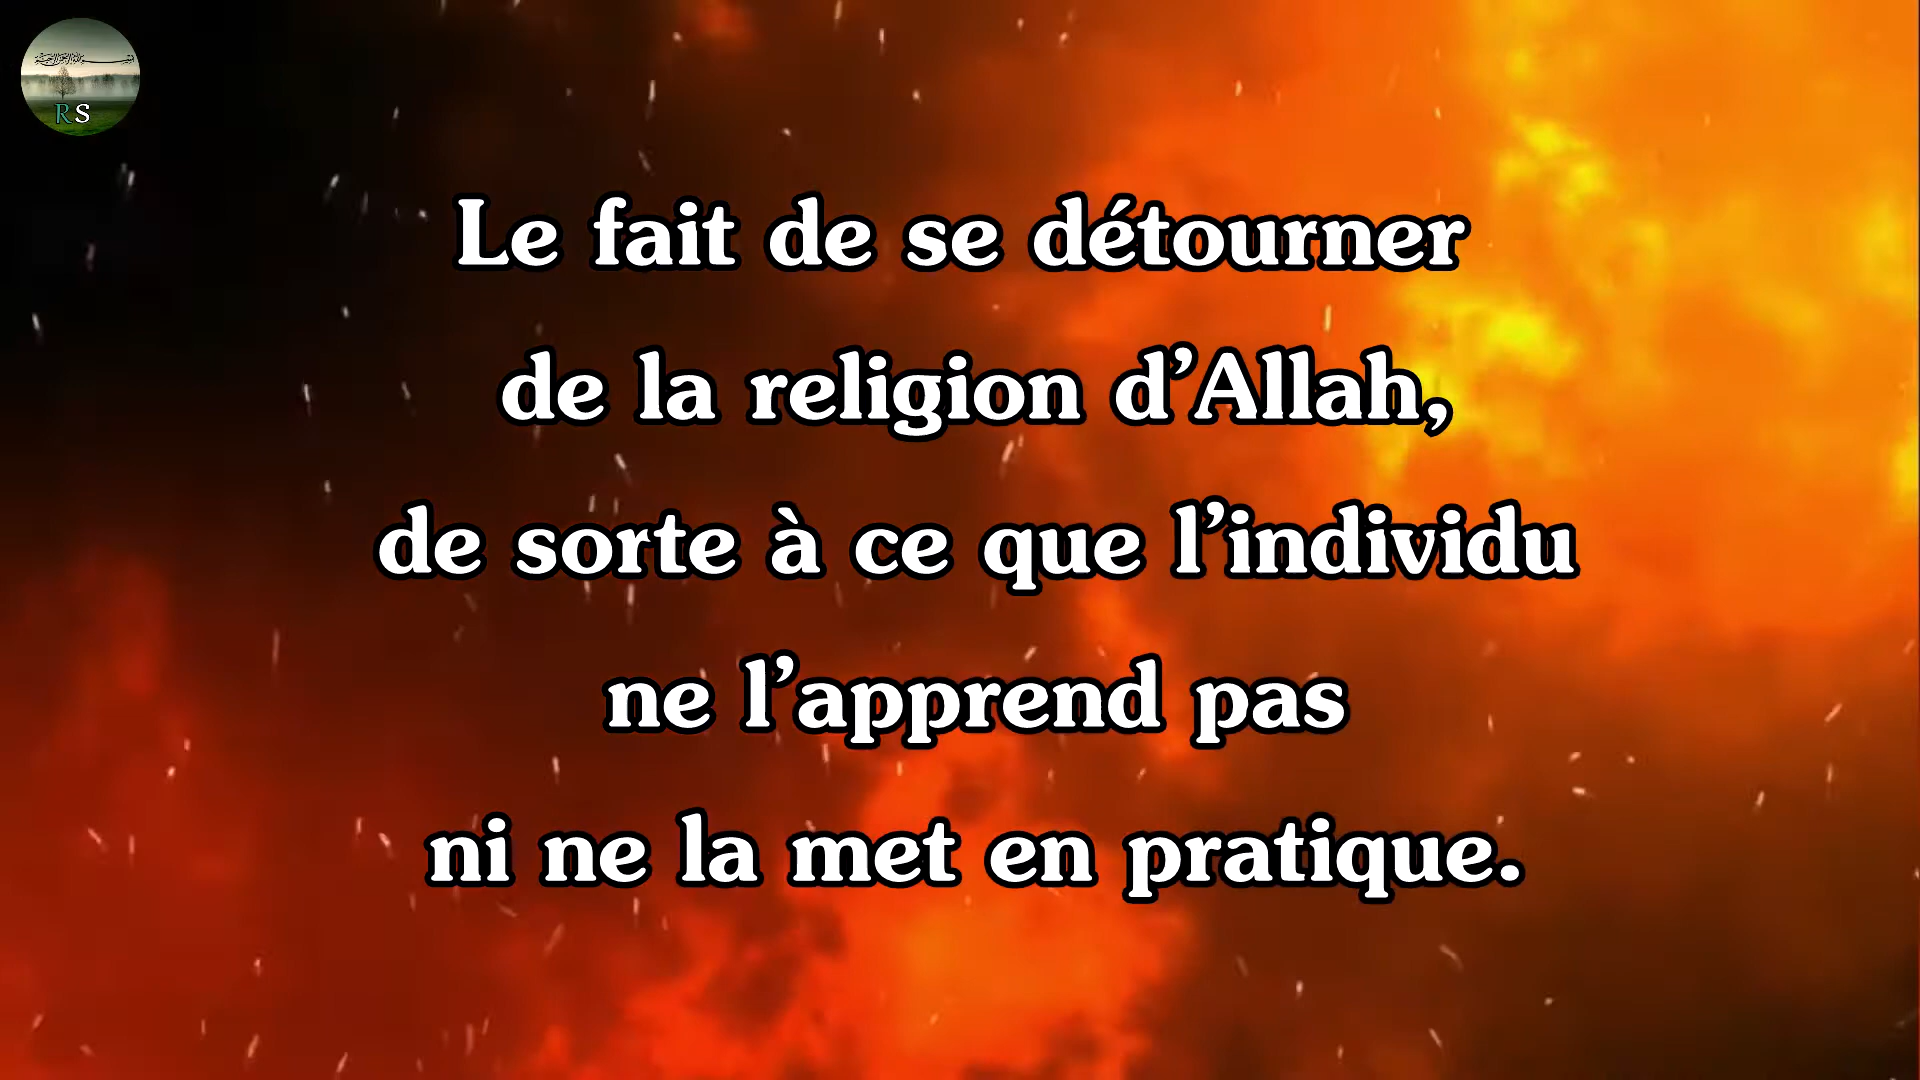 RS
Le fait de se détourner
de la religion d’Allah,
de sorte à ce que l’individu
ne l’apprend pas
ni ne la met en pratique.